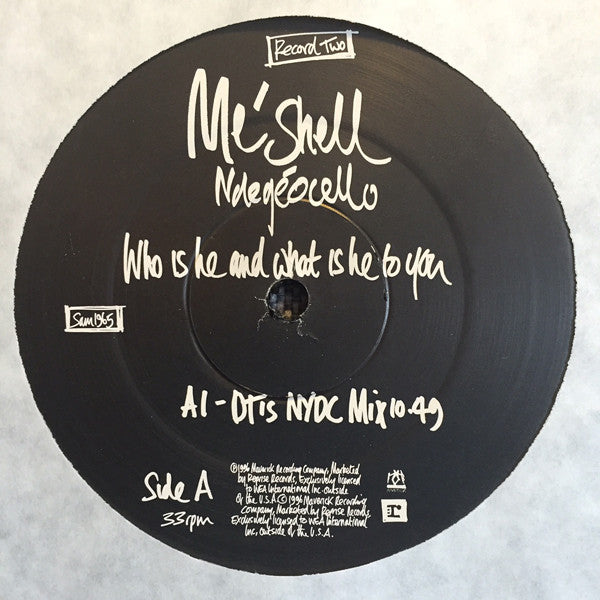 Record Two
Me'Shell
Ndegéocello
Who is he and what is he to you
Sam1965
A1 - DT's NYDC Mix 10.49
Side A
33rpm
℗1996 Maverick Recording Company, Marketed
by Reprise Records, Exclusively licensed
to WEA International Inc. outside
of the U.S.A ©1996 Maverick Recording
Company, Marketed by Reprise Records,
Exclusively licensed to WEA International
Inc, outside of the U.S.A.